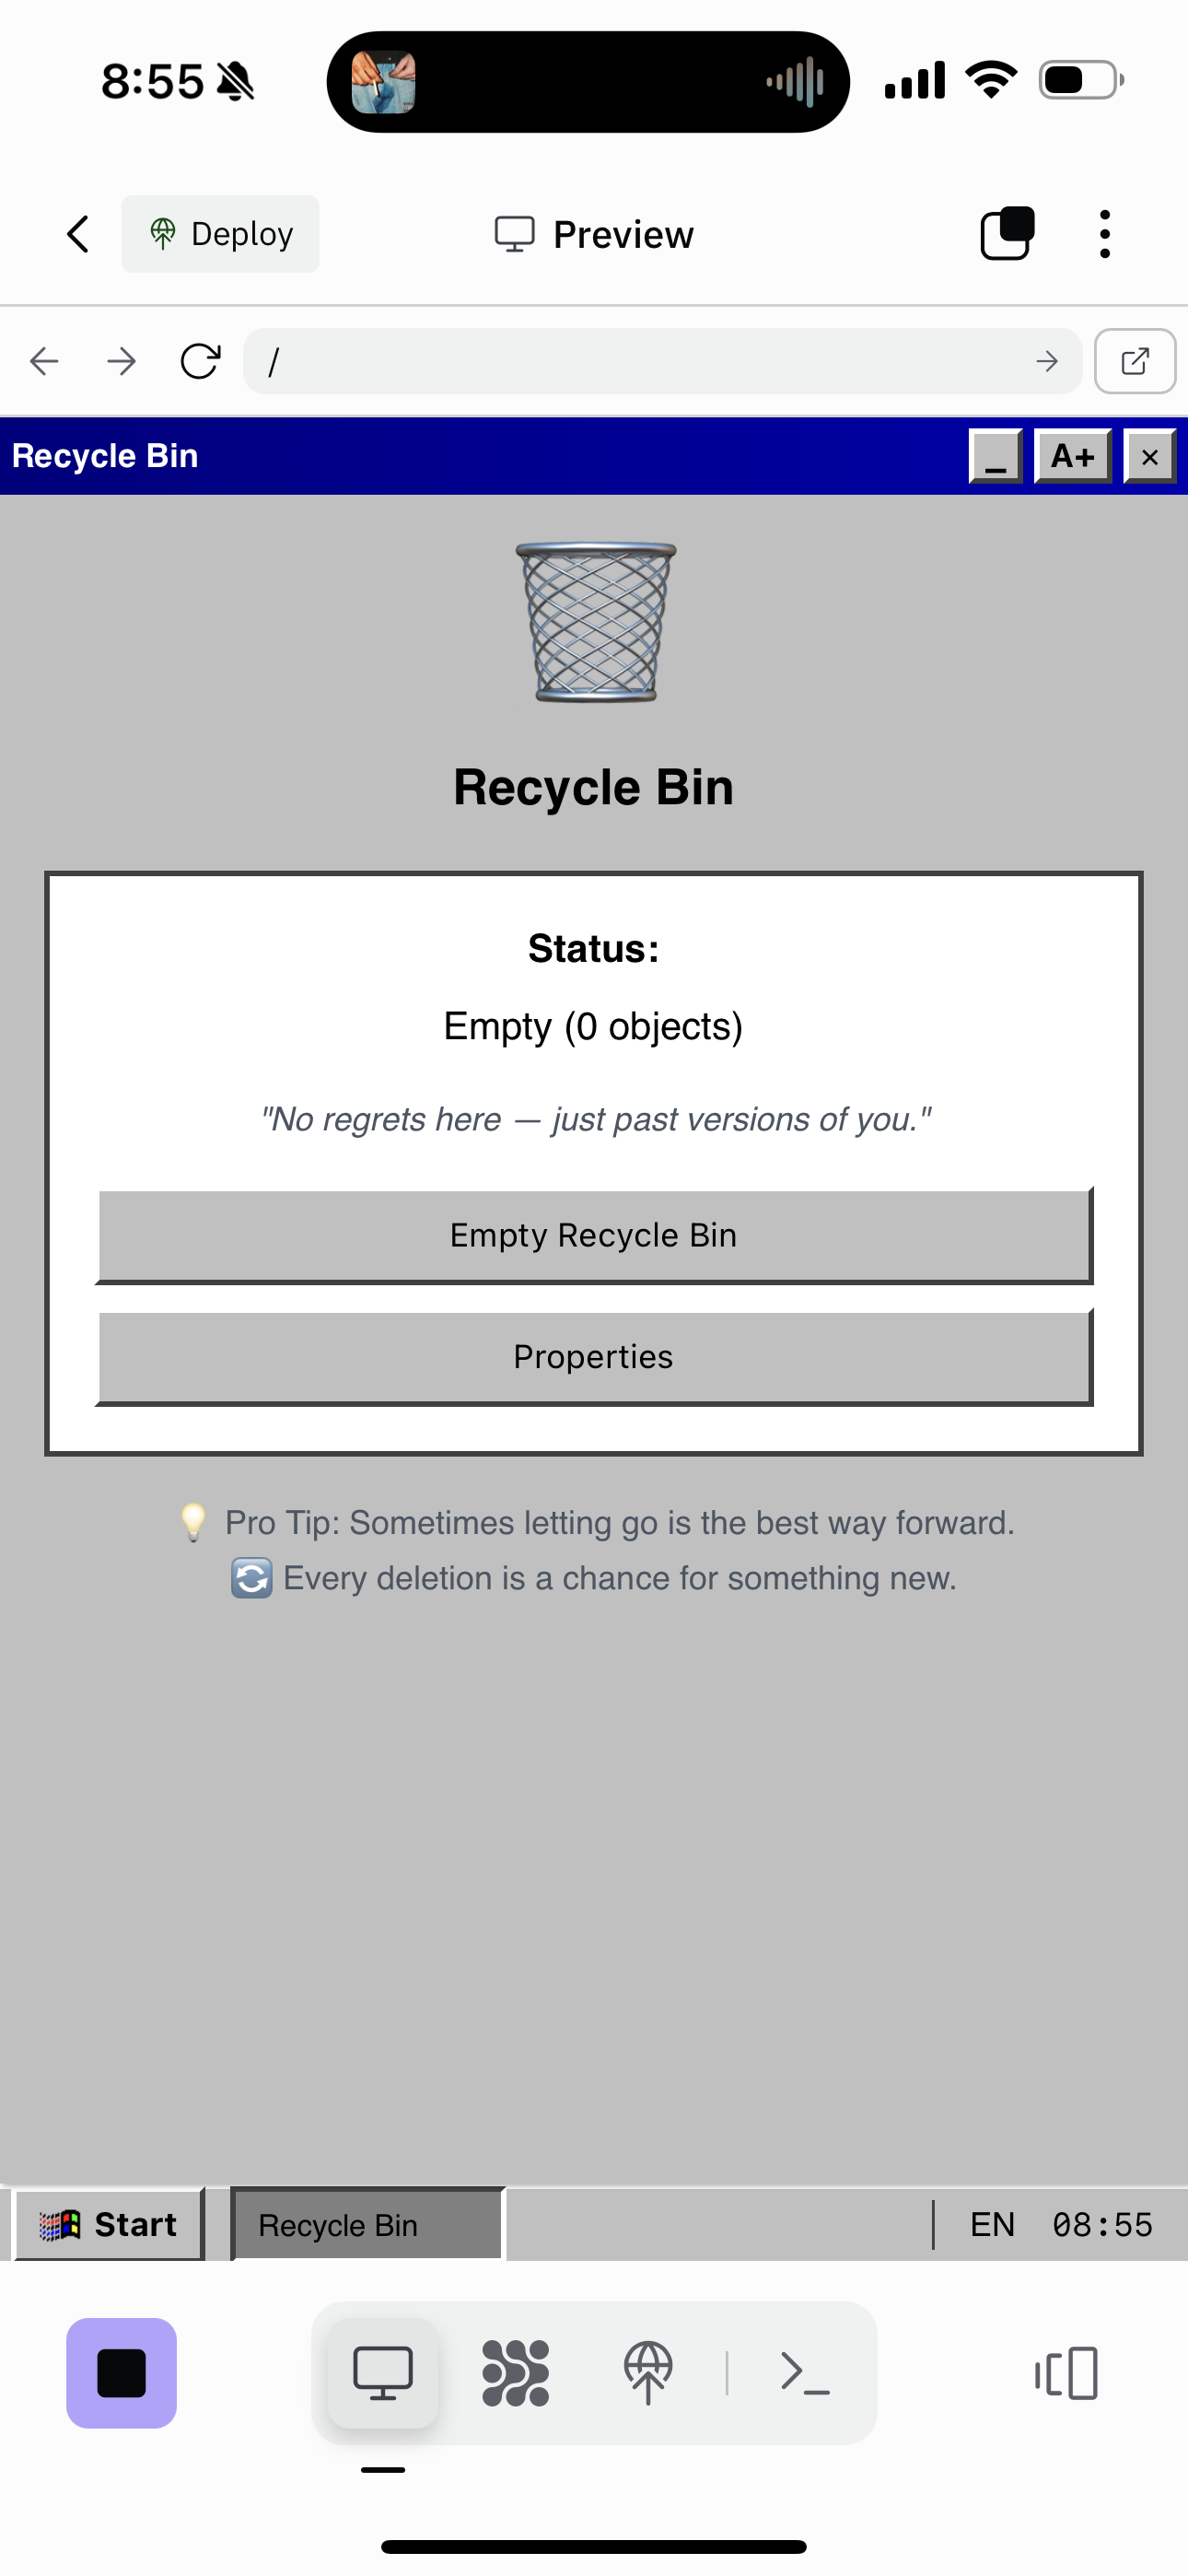 8:55
Deploy
Preview
/
Recycle Bin
_ A+ ×
Recycle Bin
Status:
Empty (0 objects)
"No regrets here — just past versions of you."
Empty Recycle Bin
Properties
💡 Pro Tip: Sometimes letting go is the best way forward.
🔄 Every deletion is a chance for something new.
Start
Recycle Bin
EN 08:55